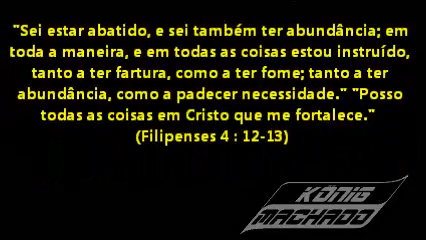 "Sei estar abatido, e sei também ter abundância; em
toda a maneira, e em todas as coisas estou instruído,
tanto a ter fartura, como a ter fome; tanto a ter
abundância, como a padecer necessidade." "Posso
todas as coisas em Cristo que me fortalece."
(Filipenses 4 : 12-13)
KÖNIG
MACHADO